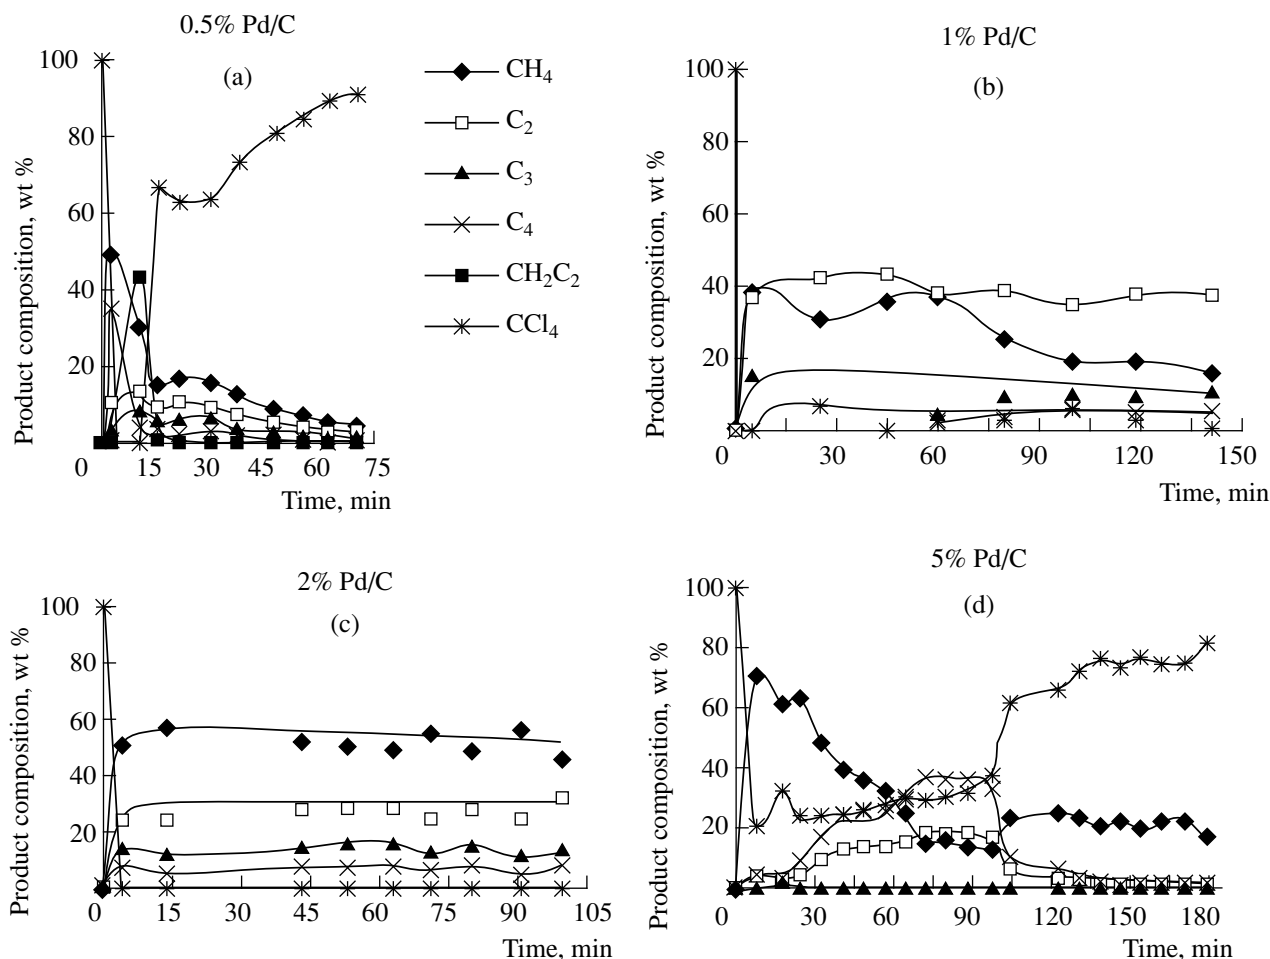 0.5% Pd/C
(a)
Product composition, wt %
100
80
60
40
20
0 15 30 45 60 75
Time, min
CH4
C2
C3
C4
CH2C2
CCl4
1% Pd/C
(b)
Product composition, wt %
100
80
60
40
20
0 30 60 90 120 150
Time, min
2% Pd/C
(c)
Product composition, wt %
100
80
60
40
20
0 15 30 45 60 75 90 105
Time, min
5% Pd/C
(d)
Product composition, wt %
100
80
60
40
20
0 30 60 90 120 150 180
Time, min